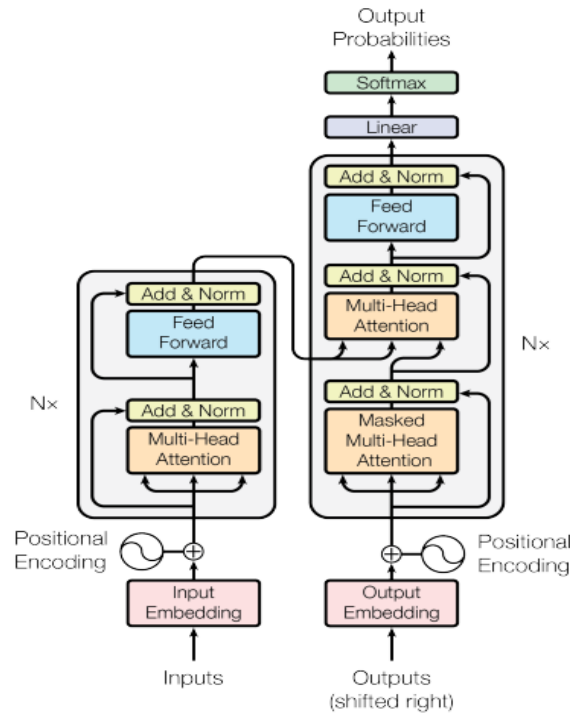 Output
Probabilities
Softmax
Linear
Add & Norm
Feed
Forward
Add & Norm
Multi-Head
Attention
Add & Norm
Masked
Multi-Head
Attention
Nx
Add & Norm
Feed
Forward
Add & Norm
Multi-Head
Attention
Nx
Positional
Encoding
Positional
Encoding
Input
Embedding
Output
Embedding
Inputs
Outputs
(shifted right)